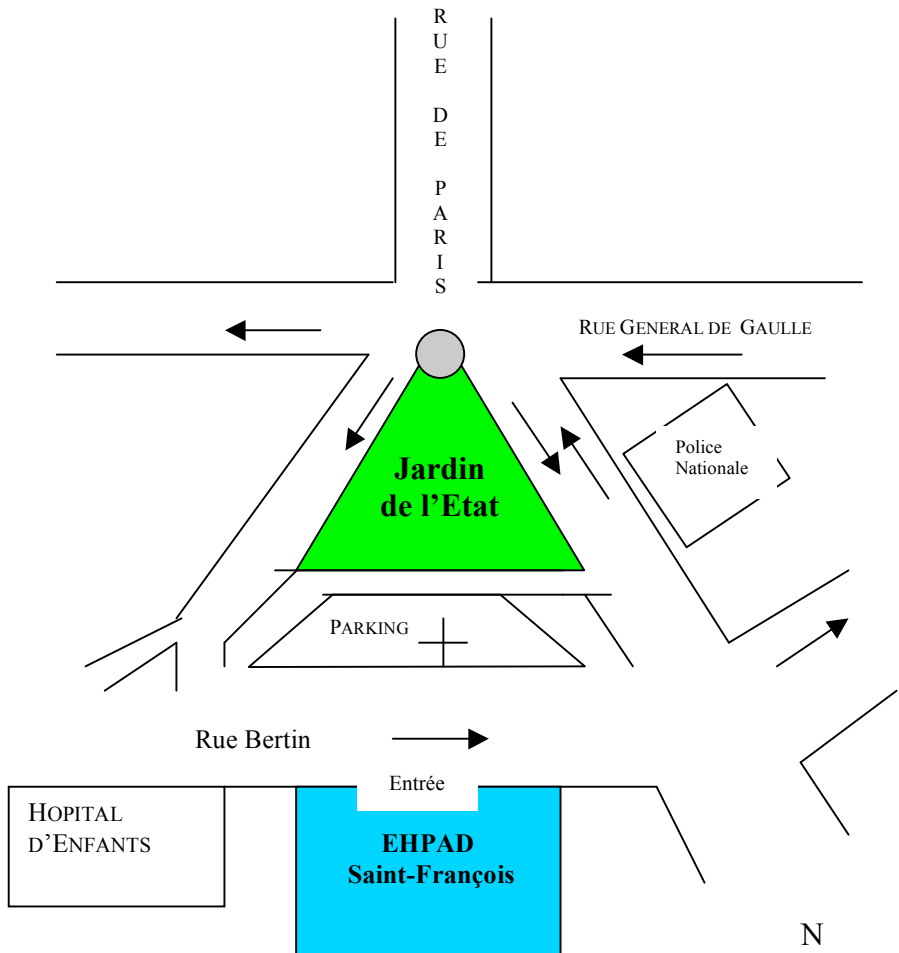 RUE DE PARIS
RUE GENERAL DE GAULLE
Police
Nationale
Jardin
de l’Etat
PARKING
Rue Bertin
Entrée
HOPITAL
D’ENFANTS
EHPAD
Saint-François
N